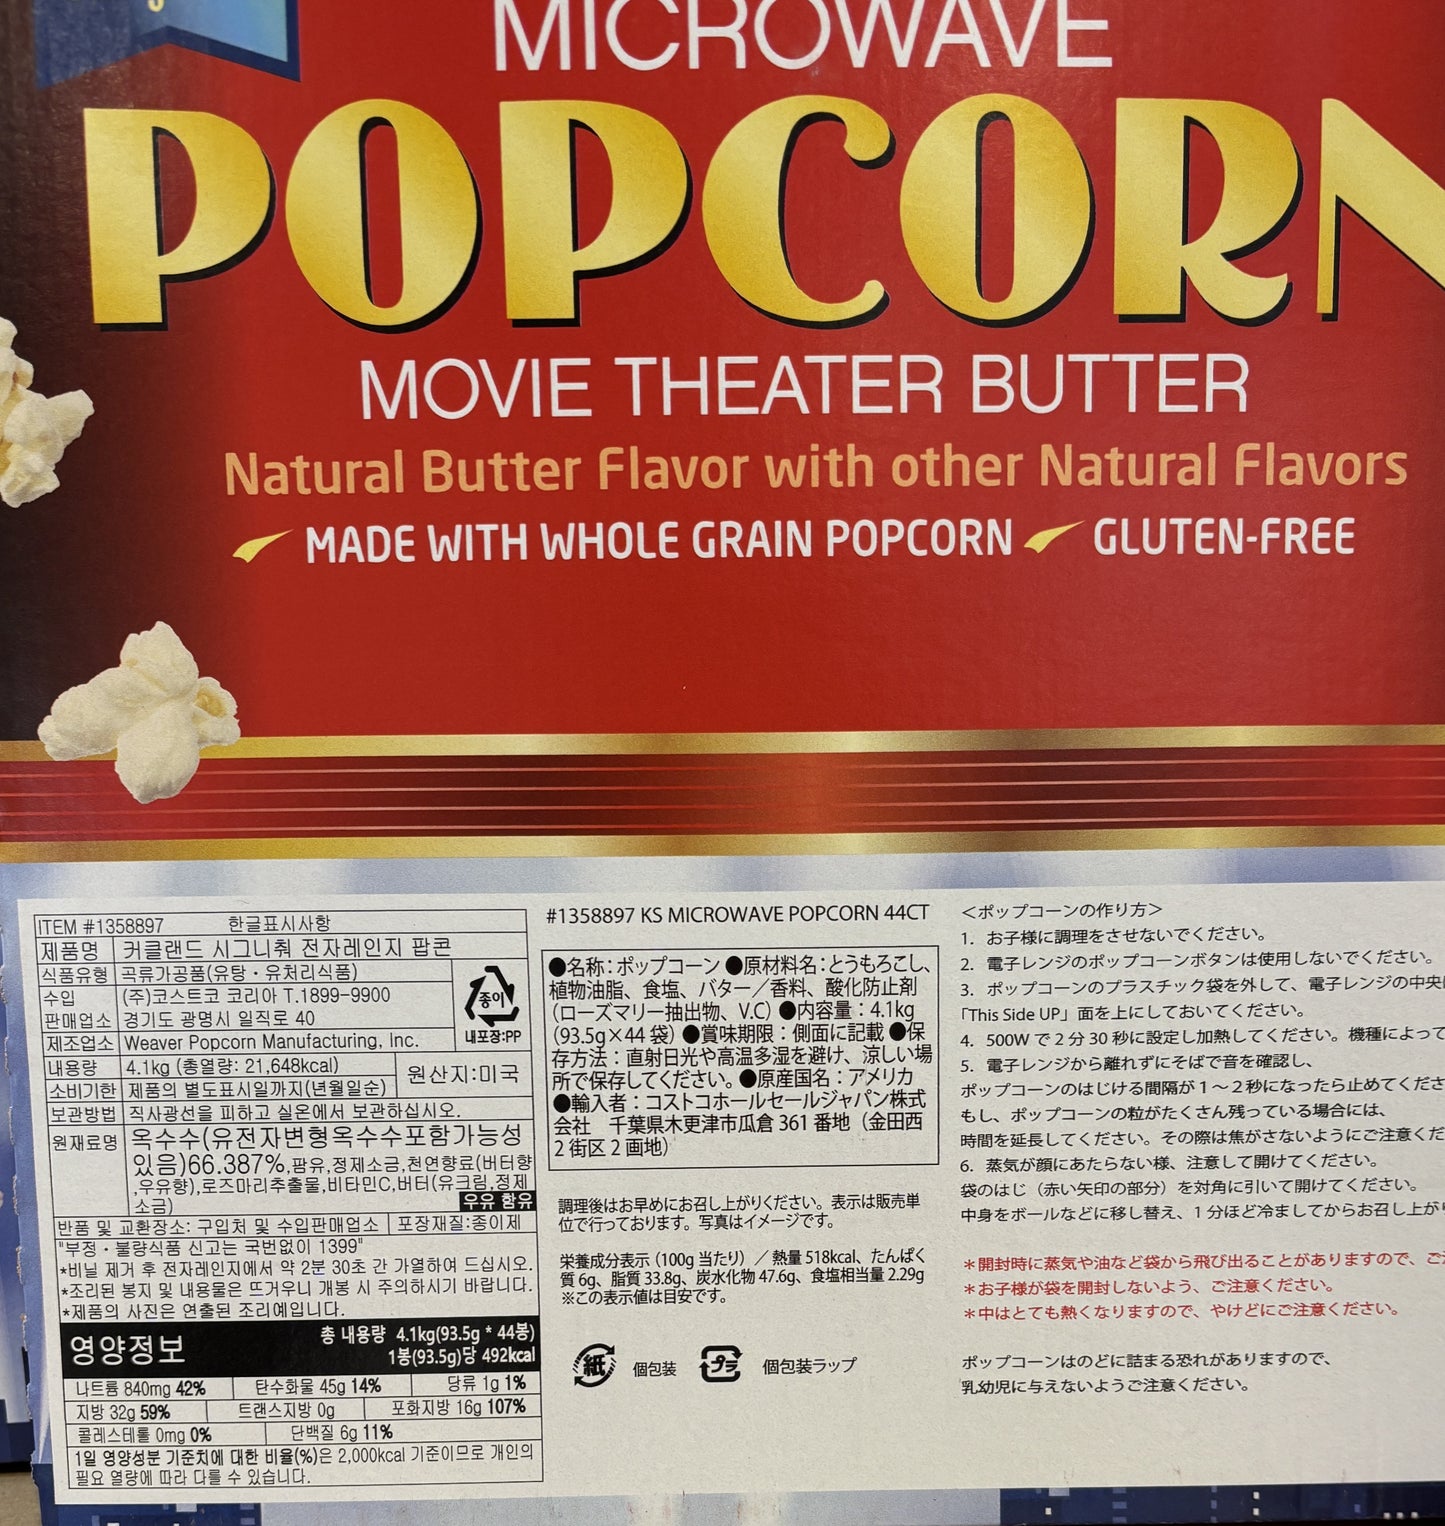 MICROWAVE
POPCORN
MOVIE THEATER BUTTER
Natural Butter Flavor with other Natural Flavors
MADE WITH WHOLE GRAIN POPCORN GLUTEN-FREE
ITEM #1358897 한글표시사항
제품명 커클랜드 시그니춰 전자레인지 팝콘
식품유형 곡류가공품(유탕・유처리식품)
수입 (주)코스트코 코리아 T.1899-9900
판매업소 경기도 광명시 일직로 40
제조업소 Weaver Popcorn Manufacturing, Inc.
종이
내포장:PP
내용량 4.1kg (총열량: 21,648kcal)
소비기한 제품의 별도표시일까지(년월일순)
원산지:미국
보관방법 직사광선을 피하고 실온에서 보관하십시오.
원재료명 옥수수(유전자변형옥수수포함가능성
있음)66.387%,팜유,정제소금,천연향료(버터향
,우유향),로즈마리추출물,비타민C,버터(유크림,정제
소금) 우유 함유
반품 및 교환장소: 구입처 및 수입판매업소 포장재질:종이제
"부정・불량식품 신고는 국번없이 1399"
*비닐 제거 후 전자레인지에서 약 2분 30초 간 가열하여 드십시오.
*조리된 봉지 및 내용물은 뜨거우니 개봉 시 주의하시기 바랍니다.
*제품의 사진은 연출된 조리예입니다.
영양정보
총 내용량 4.1kg(93.5g * 44봉)
1봉(93.5g)당 492kcal
나트륨 840mg 42% 탄수화물 45g 14% 당류 1g 1%
지방 32g 59% 트랜스지방 0g 포화지방 16g 107%
콜레스테롤 0mg 0% 단백질 6g 11%
1일 영양성분 기준치에 대한 비율(%)은 2,000kcal 기준이므로 개인의
필요 열량에 따라 다를 수 있습니다.
#1358897 KS MICROWAVE POPCORN 44CT
●名称：ポップコーン ●原材料名：とうもろこし、
植物油脂、食塩、バター／香料、酸化防止剤
（ローズマリー抽出物、V.C）●内容量：4.1kg
(93.5g×44 袋) ●賞味期限：側面に記載 ●保
存方法：直射日光や高温多湿を避け、涼しい場
所で保存してください。●原産国名：アメリカ
●輸入者：コストコホールセールジャパン株式
会社 千葉県木更津市瓜倉 361 番地（金田西
2 街区 2 画地）
調理後はお早めにお召し上がりください。表示は販売単
位で行っております。写真はイメージです。
栄養成分表示 (100g 当たり) ／ 熱量 518kcal、たんぱく
質 6g、脂質 33.8g、炭水化物 47.6g、食塩相当量 2.29g
※この表示値は目安です。
紙 個包装 プラ 個包装ラップ
＜ポップコーンの作り方＞
1. お子様に調理をさせないでください。
2. 電子レンジのポップコーンボタンは使用しないでください。
3. ポップコーンのプラスチック袋を外して、電子レンジの中央
「This Side UP」面を上にしておいてください。
4. 500W で 2 分 30 秒に設定し加熱してください。機種によって
5. 電子レンジから離れずにそばで音を確認し、
ポップコーンのはじける間隔が 1～2 秒になったら止めてくださ
もし、ポップコーンの粒がたくさん残っている場合には、
時間を延長してください。その際は焦がさないようにご注意くだ
6. 蒸気が顔にあたらない様、注意して開けてください。
袋のはじ（赤い矢印の部分）を対角に引いて開けてください。
中身をボールなどに移し替え、1 分ほど冷ましてからお召し上が
＊開封時に蒸気や油など袋から飛び出ることがありますので、ご
＊お子様が袋を開封しないよう、ご注意ください。
＊中はとても熱くなりますので、やけどにご注意ください。
ポップコーンはのどに詰まる恐れがありますので、
乳幼児に与えないようご注意ください。